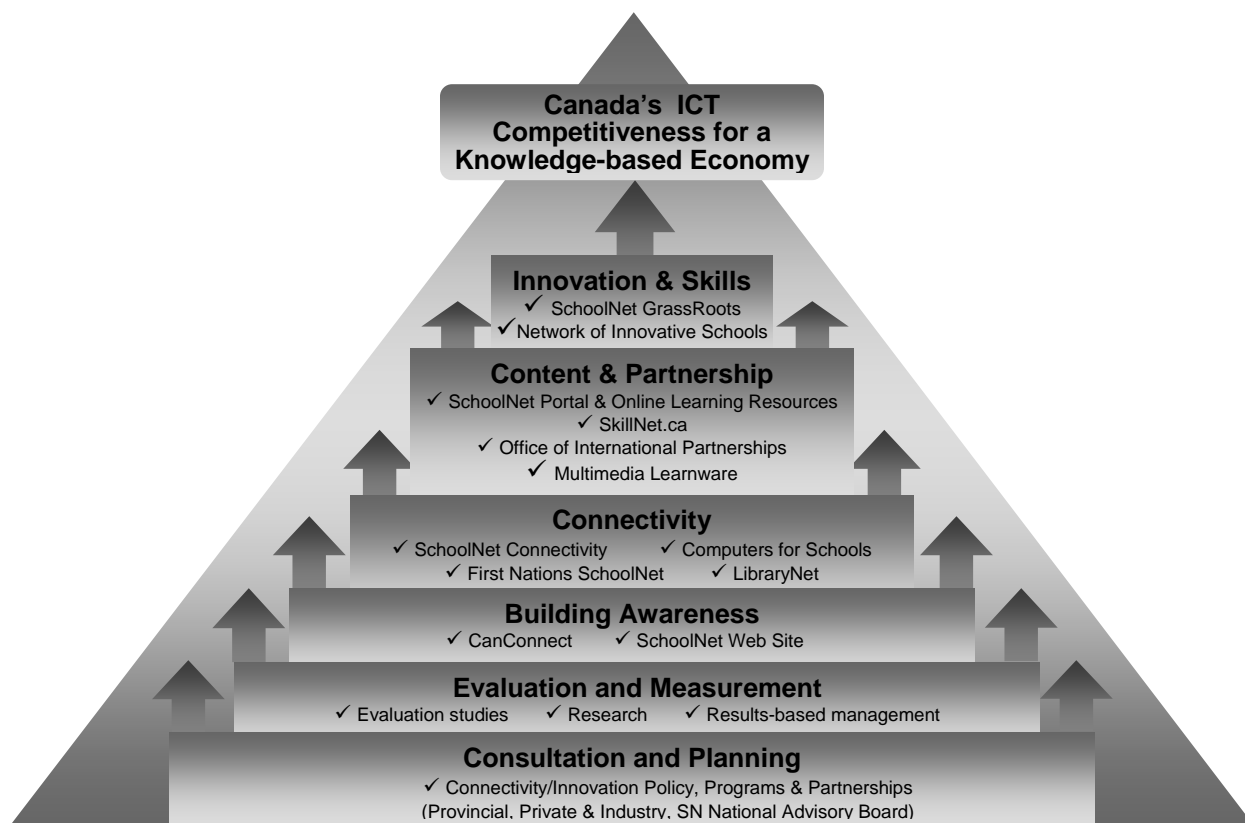 Canada's ICT
Competitiveness for a
Knowledge-based Economy
Innovation & Skills
✓ SchoolNet GrassRoots
✓ Network of Innovative Schools
Content & Partnership
✓ SchoolNet Portal & Online Learning Resources
✓ SkillNet.ca
✓ Office of International Partnerships
✓ Multimedia Learnware
Connectivity
✓ SchoolNet Connectivity ✓ Computers for Schools
✓ First Nations SchoolNet ✓ LibraryNet
Building Awareness
✓ CanConnect ✓ SchoolNet Web Site
Evaluation and Measurement
✓ Evaluation studies ✓ Research ✓ Results-based management
Consultation and Planning
✓ Connectivity/Innovation Policy, Programs & Partnerships
(Provincial, Private & Industry, SN National Advisory Board)